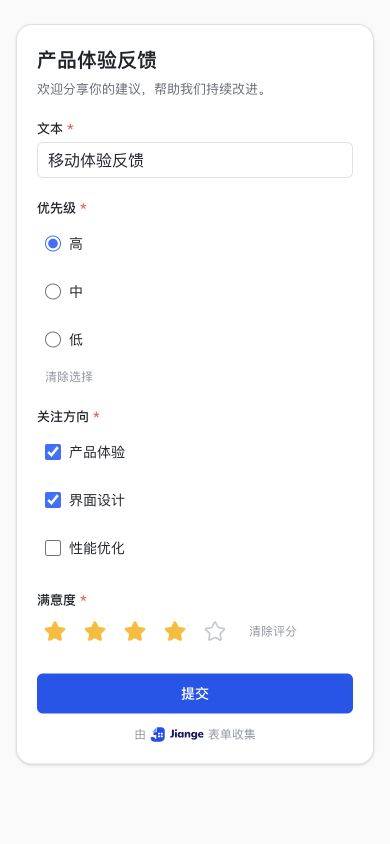 产品体验反馈
欢迎分享你的建议，帮助我们持续改进。
文本 *
移动体验反馈
优先级 *
高
中
低
清除选择
关注方向 *
产品体验
界面设计
性能优化
满意度 *
清除评分
提交
由 Jiange 表单收集